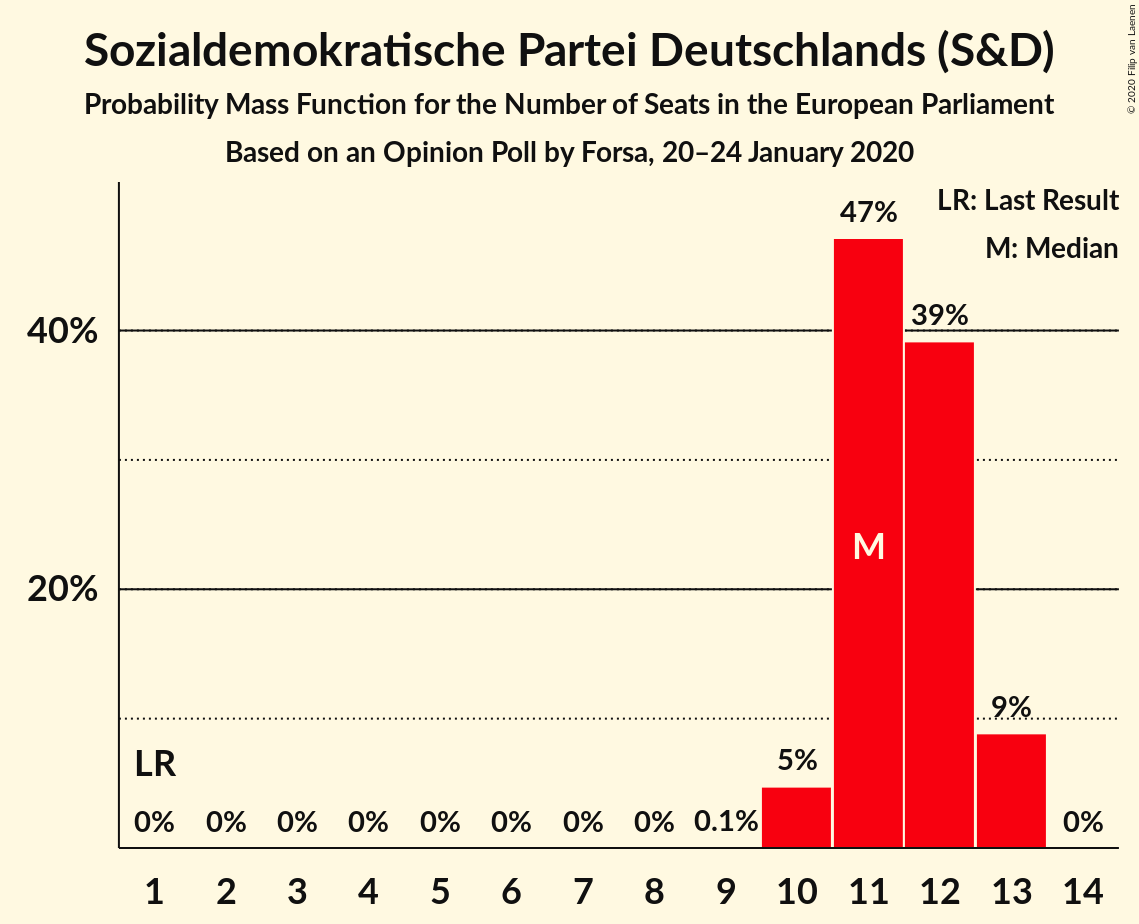 Sozialdemokratische Partei Deutschlands (S&D)
Probability Mass Function for the Number of Seats in the European Parliament
Based on an Opinion Poll by Forsa, 20–24 January 2020
© 2020 Filip van Laenen
LR: Last Result
M: Median
47%
39%
40%
M
20%
9%
5%
LR
0% 0% 0% 0% 0% 0% 0% 0% 0.1% 0%
1 2 3 4 5 6 7 8 9 10 11 12 13 14